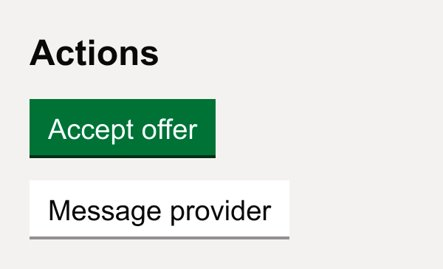 Actions
Accept offer
Message provider